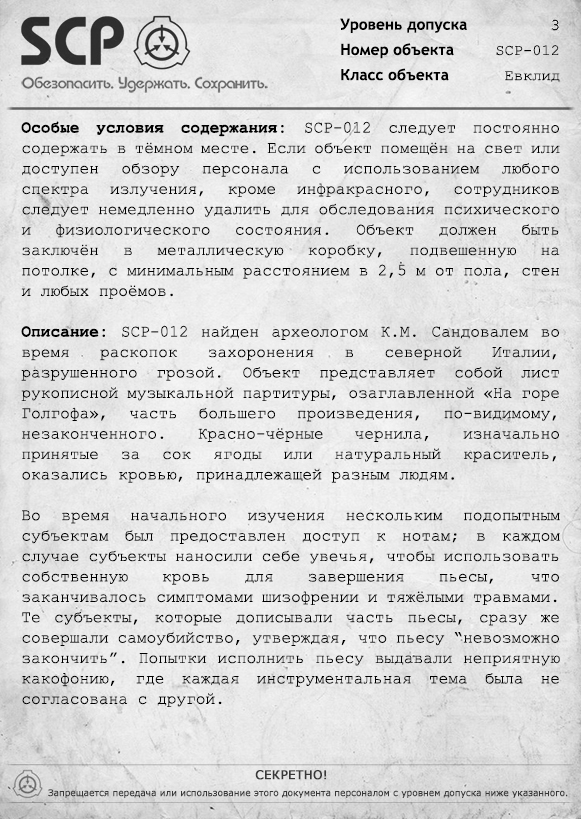 SCP
Обезопасить. Удержать. Сохранить.
Уровень допуска 3
Номер объекта SCP-012
Класс объекта Евклид
Особые условия содержания: SCP-012 следует постоянно
содержать в тёмном месте. Если объект помещён на свет или
доступен обзору персонала с использованием любого
спектра излучения, кроме инфракрасного, сотрудников
следует немедленно удалить для обследования психического
и физиологического состояния. Объект должен быть
заключён в металлическую коробку, подвешенную на
потолке, с минимальным расстоянием в 2,5 м от пола, стен
и любых проёмов.
Описание: SCP-012 найден археологом К.М. Сандовалем во
время раскопок захоронения в северной Италии,
разрушенного грозой. Объект представляет собой лист
рукописной музыкальной партитуры, озаглавленной «На горе
Голгофа», часть большего произведения, по-видимому,
незаконченного. Красно-чёрные чернила, изначально
принятые за сок ягоды или натуральный краситель,
оказались кровью, принадлежащей разным людям.
Во время начального изучения нескольким подопытным
субъектам был предоставлен доступ к нотам; в каждом
случае субъекты наносили себе увечья, чтобы использовать
собственную кровь для завершения пьесы, что
заканчивалось симптомами шизофрении и тяжёлыми травмами.
Те субъекты, которые дописывали часть пьесы, сразу же
совершали самоубийство, утверждая, что пьесу “невозможно
закончить”. Попытки исполнить пьесу выдавали неприятную
какофонию, где каждая инструментальная тема была не
согласована с другой.
СЕКРЕТНО!
Запрещается передача или использование этого документа персоналом с уровнем допуска ниже указанного.